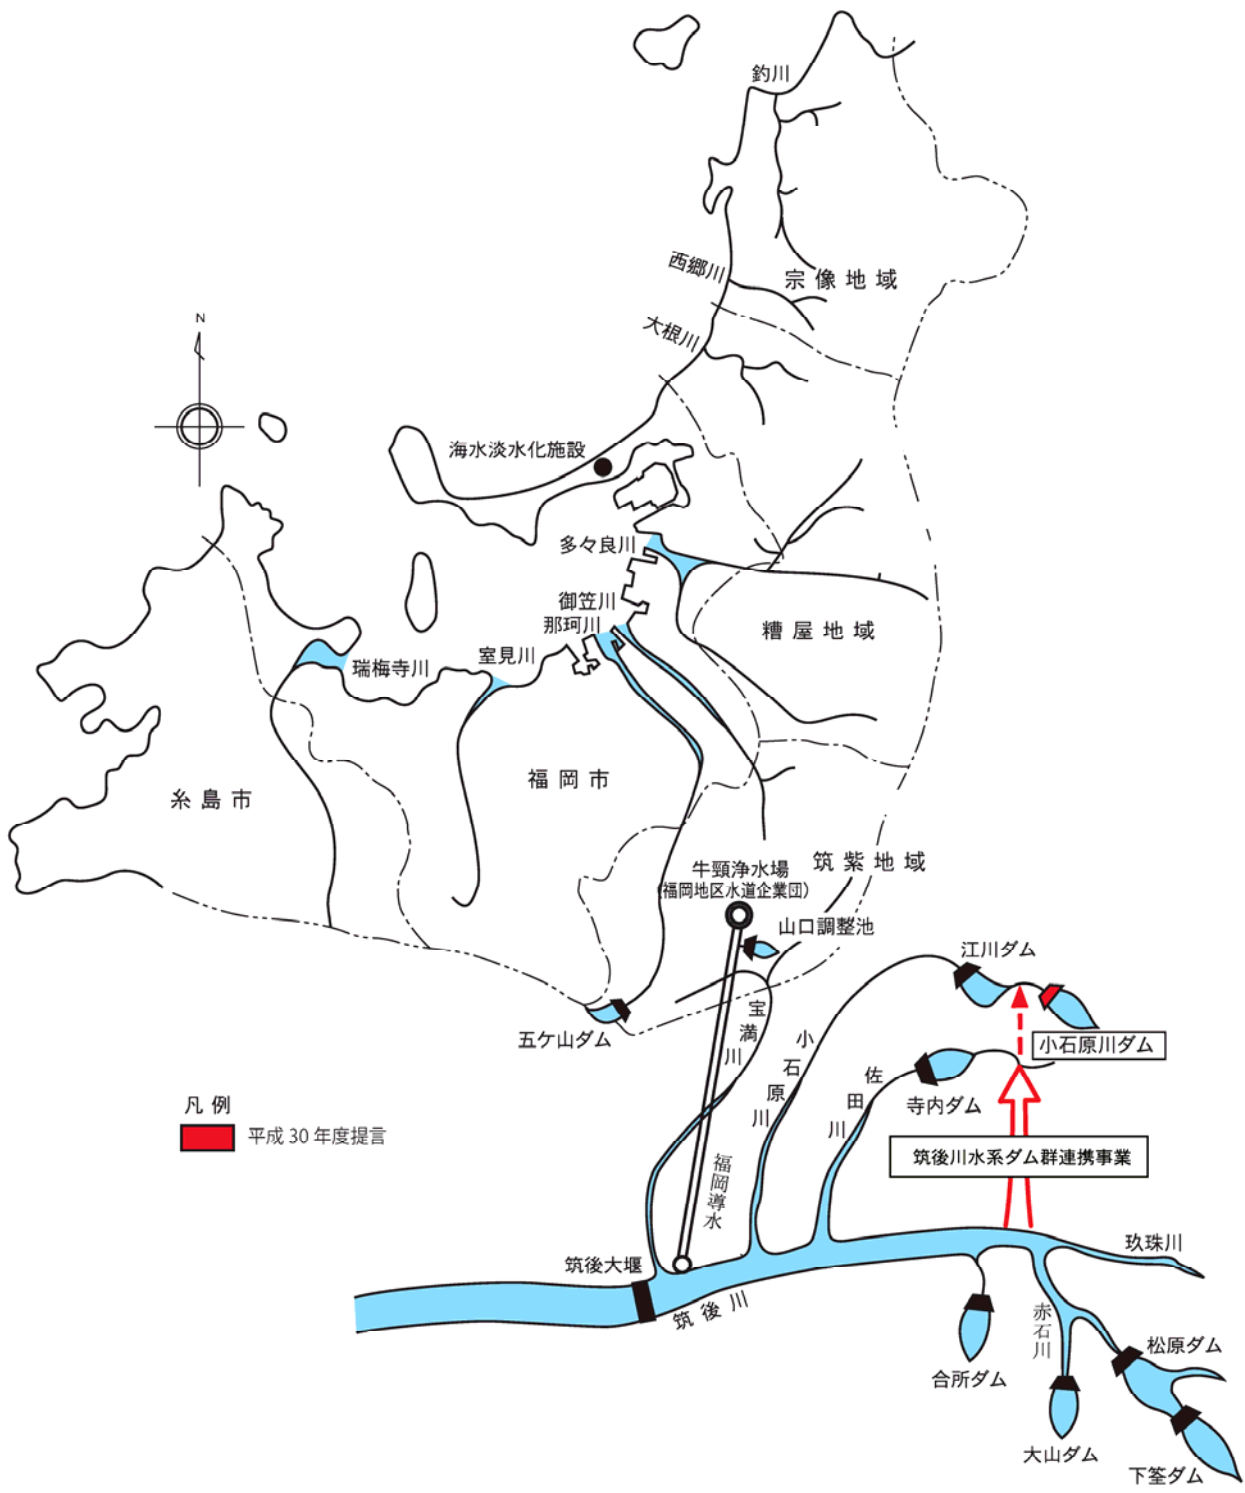 釣川
西郷川
宗像地域
N
大根川
海水淡水化施設
多々良川
御笠川
那珂川
糟屋地域
室見川
瑞梅寺川
福岡市
糸島市
筑紫地域
牛頸浄水場
(福岡地区水道企業団)
山口調整池
江川ダム
宝満川
五ケ山ダム
小石原川
小石原川ダム
佐田川
寺内ダム
凡例
平成30年度提言
筑後川水系ダム群連携事業
福岡導水
玖珠川
筑後大堰
筑後川
赤石川
松原ダム
合所ダム
大山ダム
下筌ダム